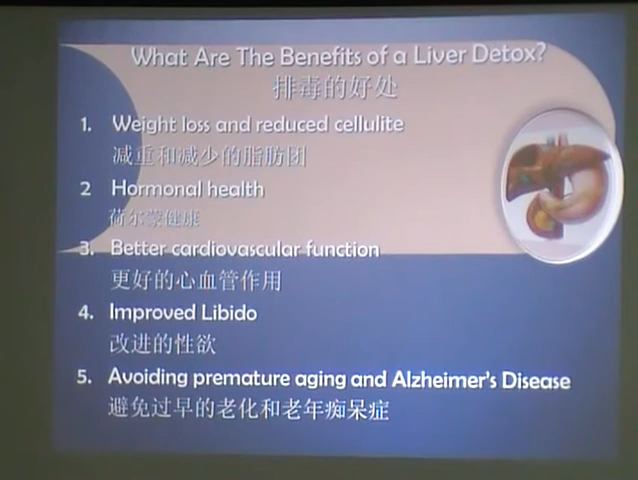 What Are The Benefits of a Liver Detox?
排毒的好处
1. Weight loss and reduced cellulite
减重和减少的脂肪团
2 Hormonal health
荷尔蒙健康
3. Better cardiovascular function
更好的心血管作用
4. Improved Libido
改进的性欲
5. Avoiding premature aging and Alzheimer's Disease
避免过早的老化和老年痴呆症